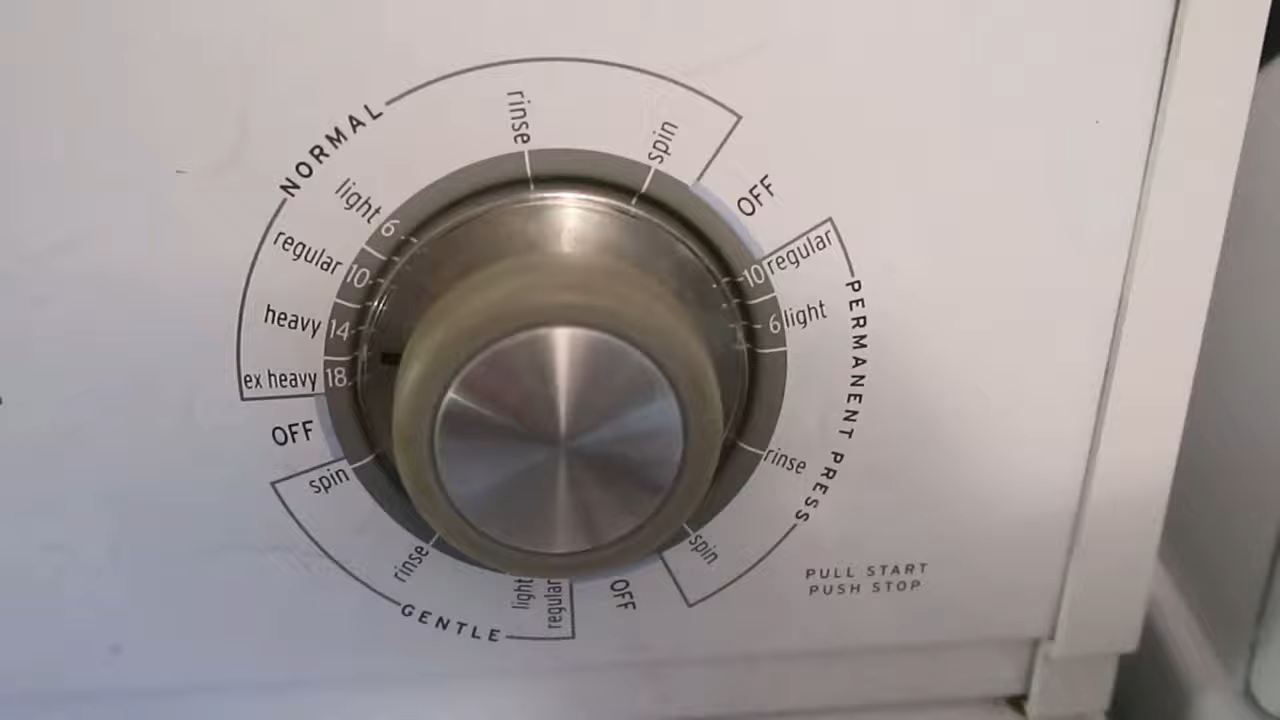 NORMAL
rinse
spin
OFF
light 6
regular 10
heavy 14
ex heavy 18
OFF
10 regular
6 light
PERMANENT PRESS
rinse
spin
OFF
spin
rinse
light
regular
GENTLE
PULL START
PUSH STOP